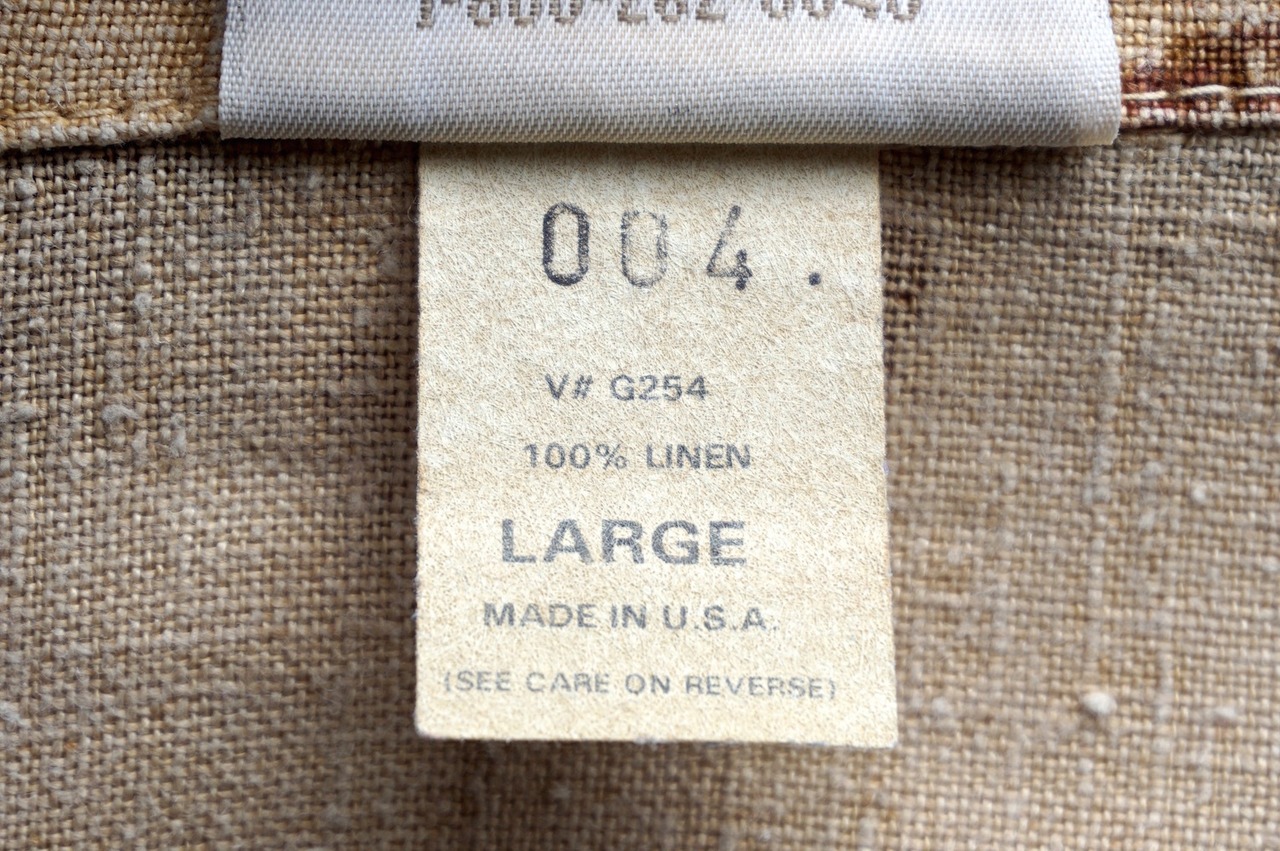 004.
V# G254
100% LINEN
LARGE
MADE IN U.S.A.
(SEE CARE ON REVERSE)